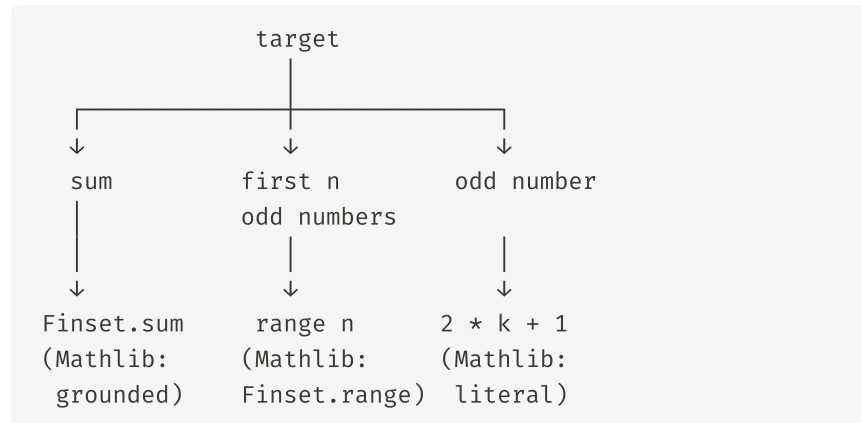 target
sum first n odd number
odd numbers
Finset.sum range n 2 * k + 1
(Mathlib: (Mathlib: (Mathlib:
grounded) Finset.range) literal)